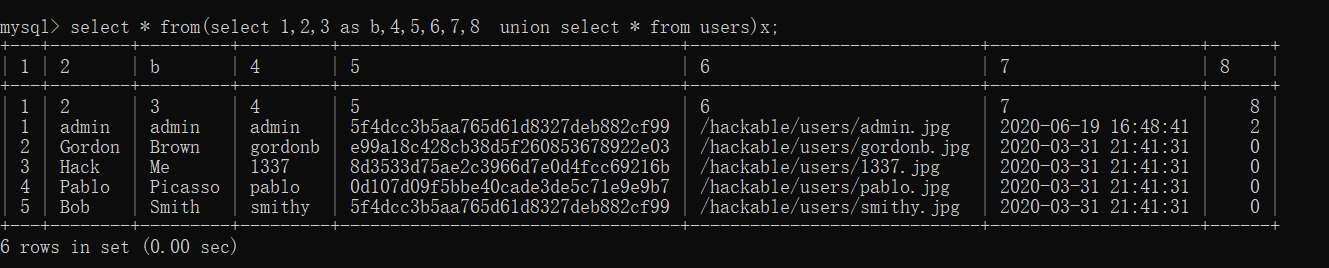 mysql> select * from(select 1,2,3 as b,4,5,6,7,8  union select * from users)x;
+---+--------+---------+---------+----------------------------------+-----------------------------+---------------------+------+
| 1 | 2      | b       | 4       | 5                                | 6                           | 7                   | 8    |
+---+--------+---------+---------+----------------------------------+-----------------------------+---------------------+------+
| 1 | 2      | 3       | 4       | 5                                | 6                           | 7                   |    8 |
| 1 | admin  | admin   | admin   | 5f4dcc3b5aa765d61d8327deb882cf99 | /hackable/users/admin.jpg   | 2020-06-19 16:48:41 |    2 |
| 2 | Gordon | Brown   | gordonb | e99a18c428cb38d5f260853678922e03 | /hackable/users/gordonb.jpg | 2020-03-31 21:41:31 |    0 |
| 3 | Hack   | Me      | 1337    | 8d3533d75ae2c3966d7e0d4fcc69216b | /hackable/users/1337.jpg    | 2020-03-31 21:41:31 |    0 |
| 4 | Pablo  | Picasso | pablo   | 0d107d09f5bbe40cade3de5c71e9e9b7 | /hackable/users/pablo.jpg   | 2020-03-31 21:41:31 |    0 |
| 5 | Bob    | Smith   | smithy  | 5f4dcc3b5aa765d61d8327deb882cf99 | /hackable/users/smithy.jpg  | 2020-03-31 21:41:31 |    0 |
+---+--------+---------+---------+----------------------------------+-----------------------------+---------------------+------+
6 rows in set (0.00 sec)